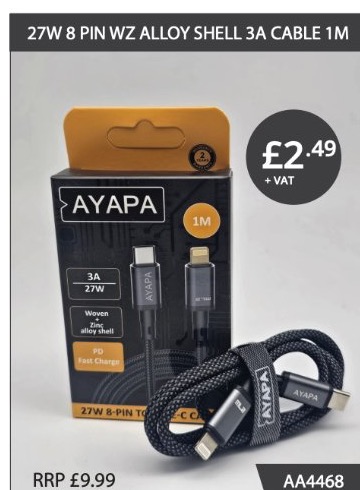 27W 8 PIN WZ ALLOY SHELL 3A CABLE 1M
£2.49
+ VAT
AYAPA
1M
3A
27W
Woven
+
Zinc
alloy shell
PD
Fast Charge
AYAPA
27W 8-PIN
AYAPA
AYAPA
RRP £9.99
AA4468